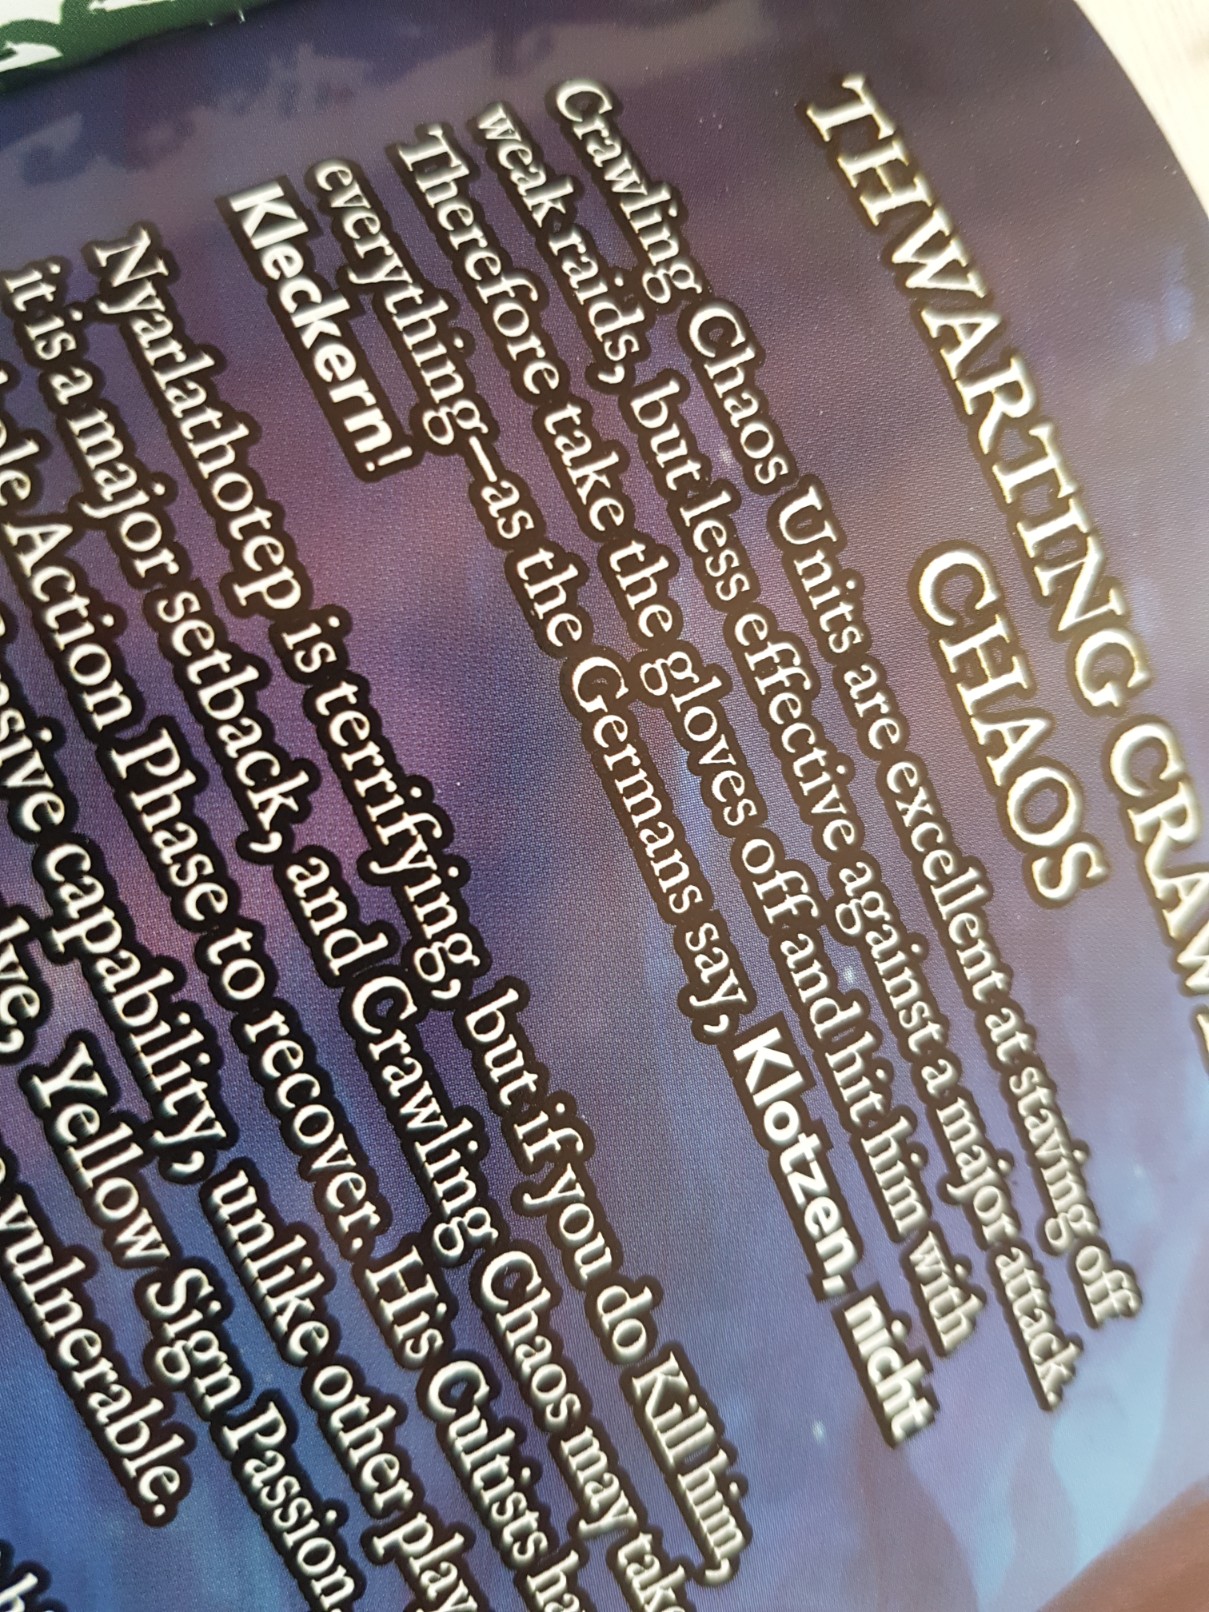 THWARTING CRAW
CHAOS
Crawling Chaos Units are excellent at staving off
weak raids, but less effective against a major attack.
Therefore take the gloves off and hit him with
everything—as the Germans say, Klotzen, nicht
Kleckern!
Nyarlathotep is terrifying, but if you do Kill him,
it is a major setback, and Crawling Chaos may take
Action Phase to recover. His Cultists ha
capability, unlike other play
Yellow Sign Passion.
vulnerable.